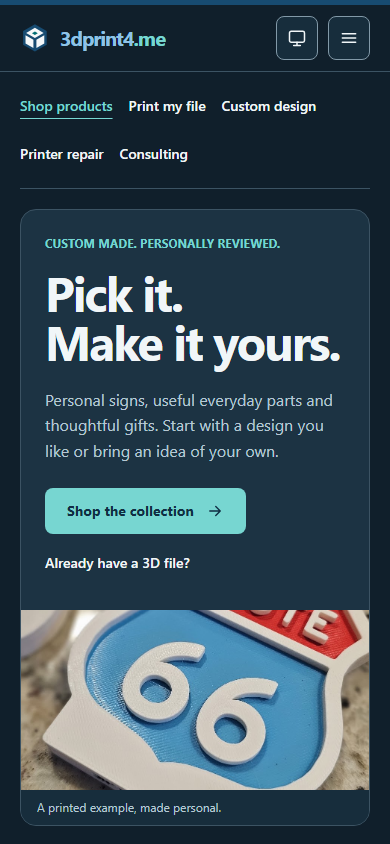 3dprint4.me
Shop products Print my file Custom design
Printer repair Consulting
CUSTOM MADE. PERSONALLY REVIEWED.
Pick it.
Make it yours.
Personal signs, useful everyday parts and
thoughtful gifts. Start with a design you
like or bring an idea of your own.
Shop the collection →
Already have a 3D file?
66
A printed example, made personal.